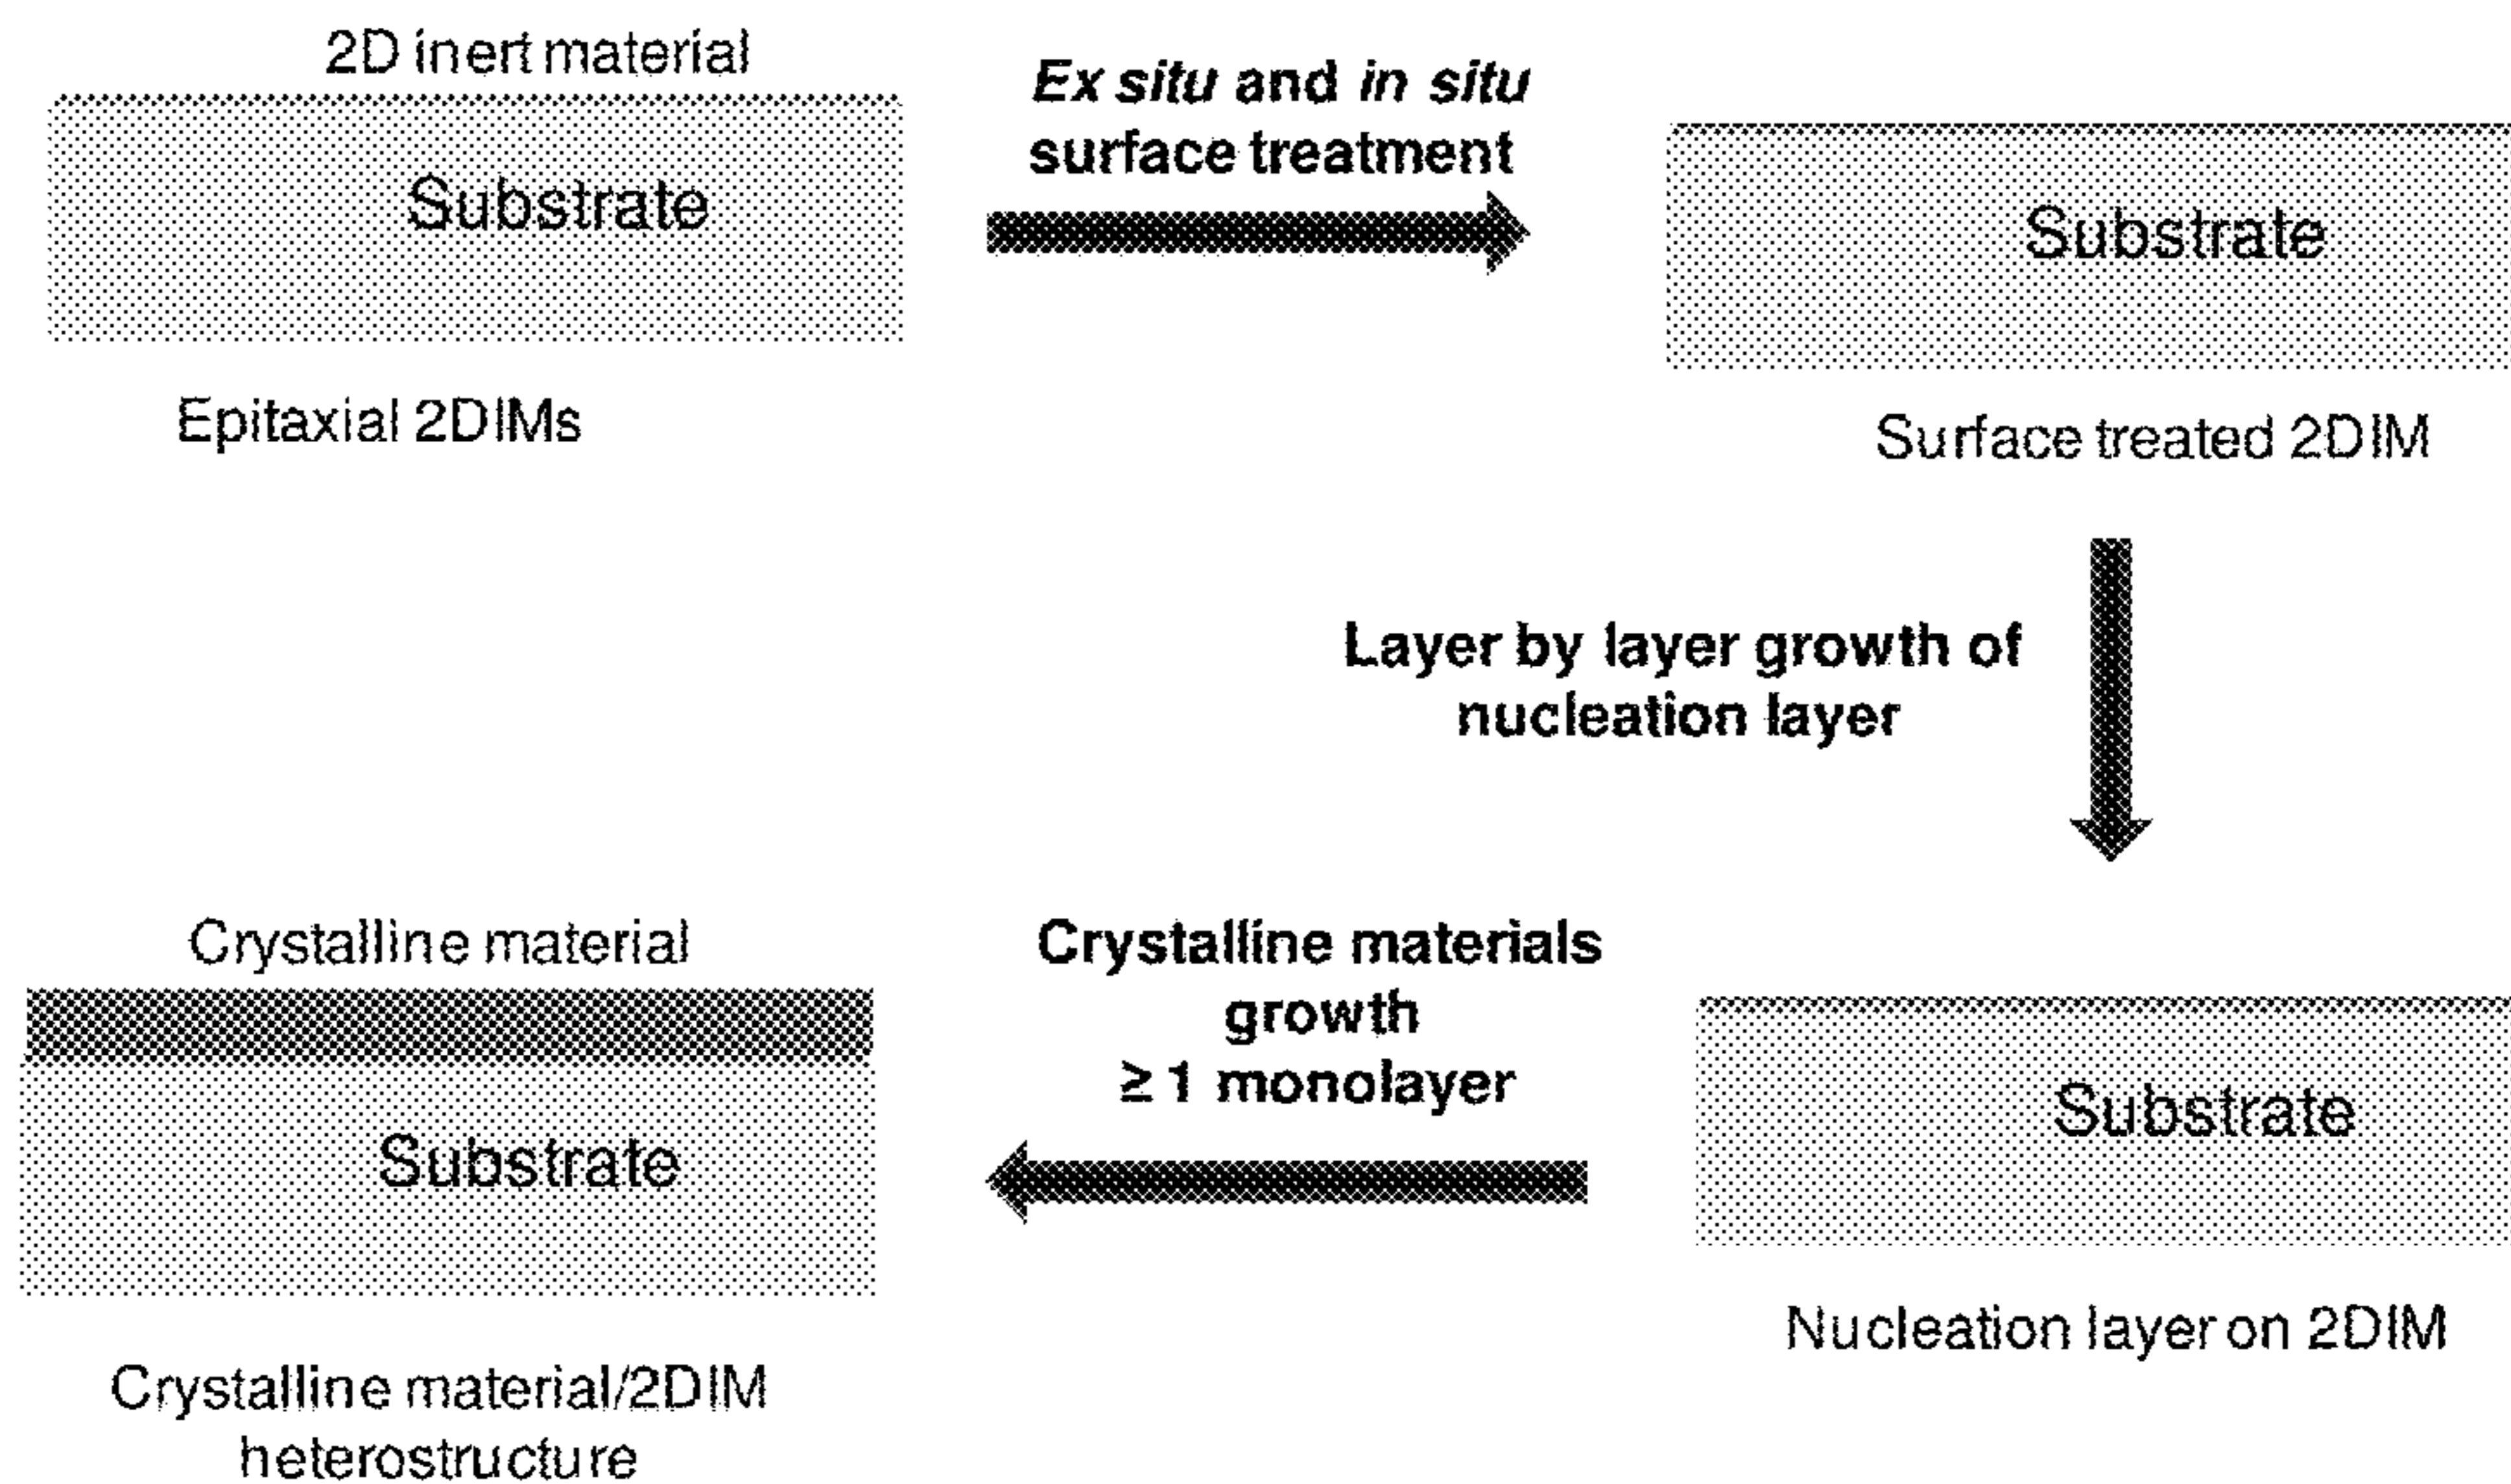 2D inert material
Substrate
Epitaxial 2DIMs
Ex situ and in situ
surface treatment
Substrate
Surface treated 2DIM
Layer by layer growth of
nucleation layer
Crystalline material
Substrate
Crystalline material/2DIM
heterostructure
Crystalline materials
growth
≥ 1 monolayer
Substrate
Nucleation layer on 2DIM